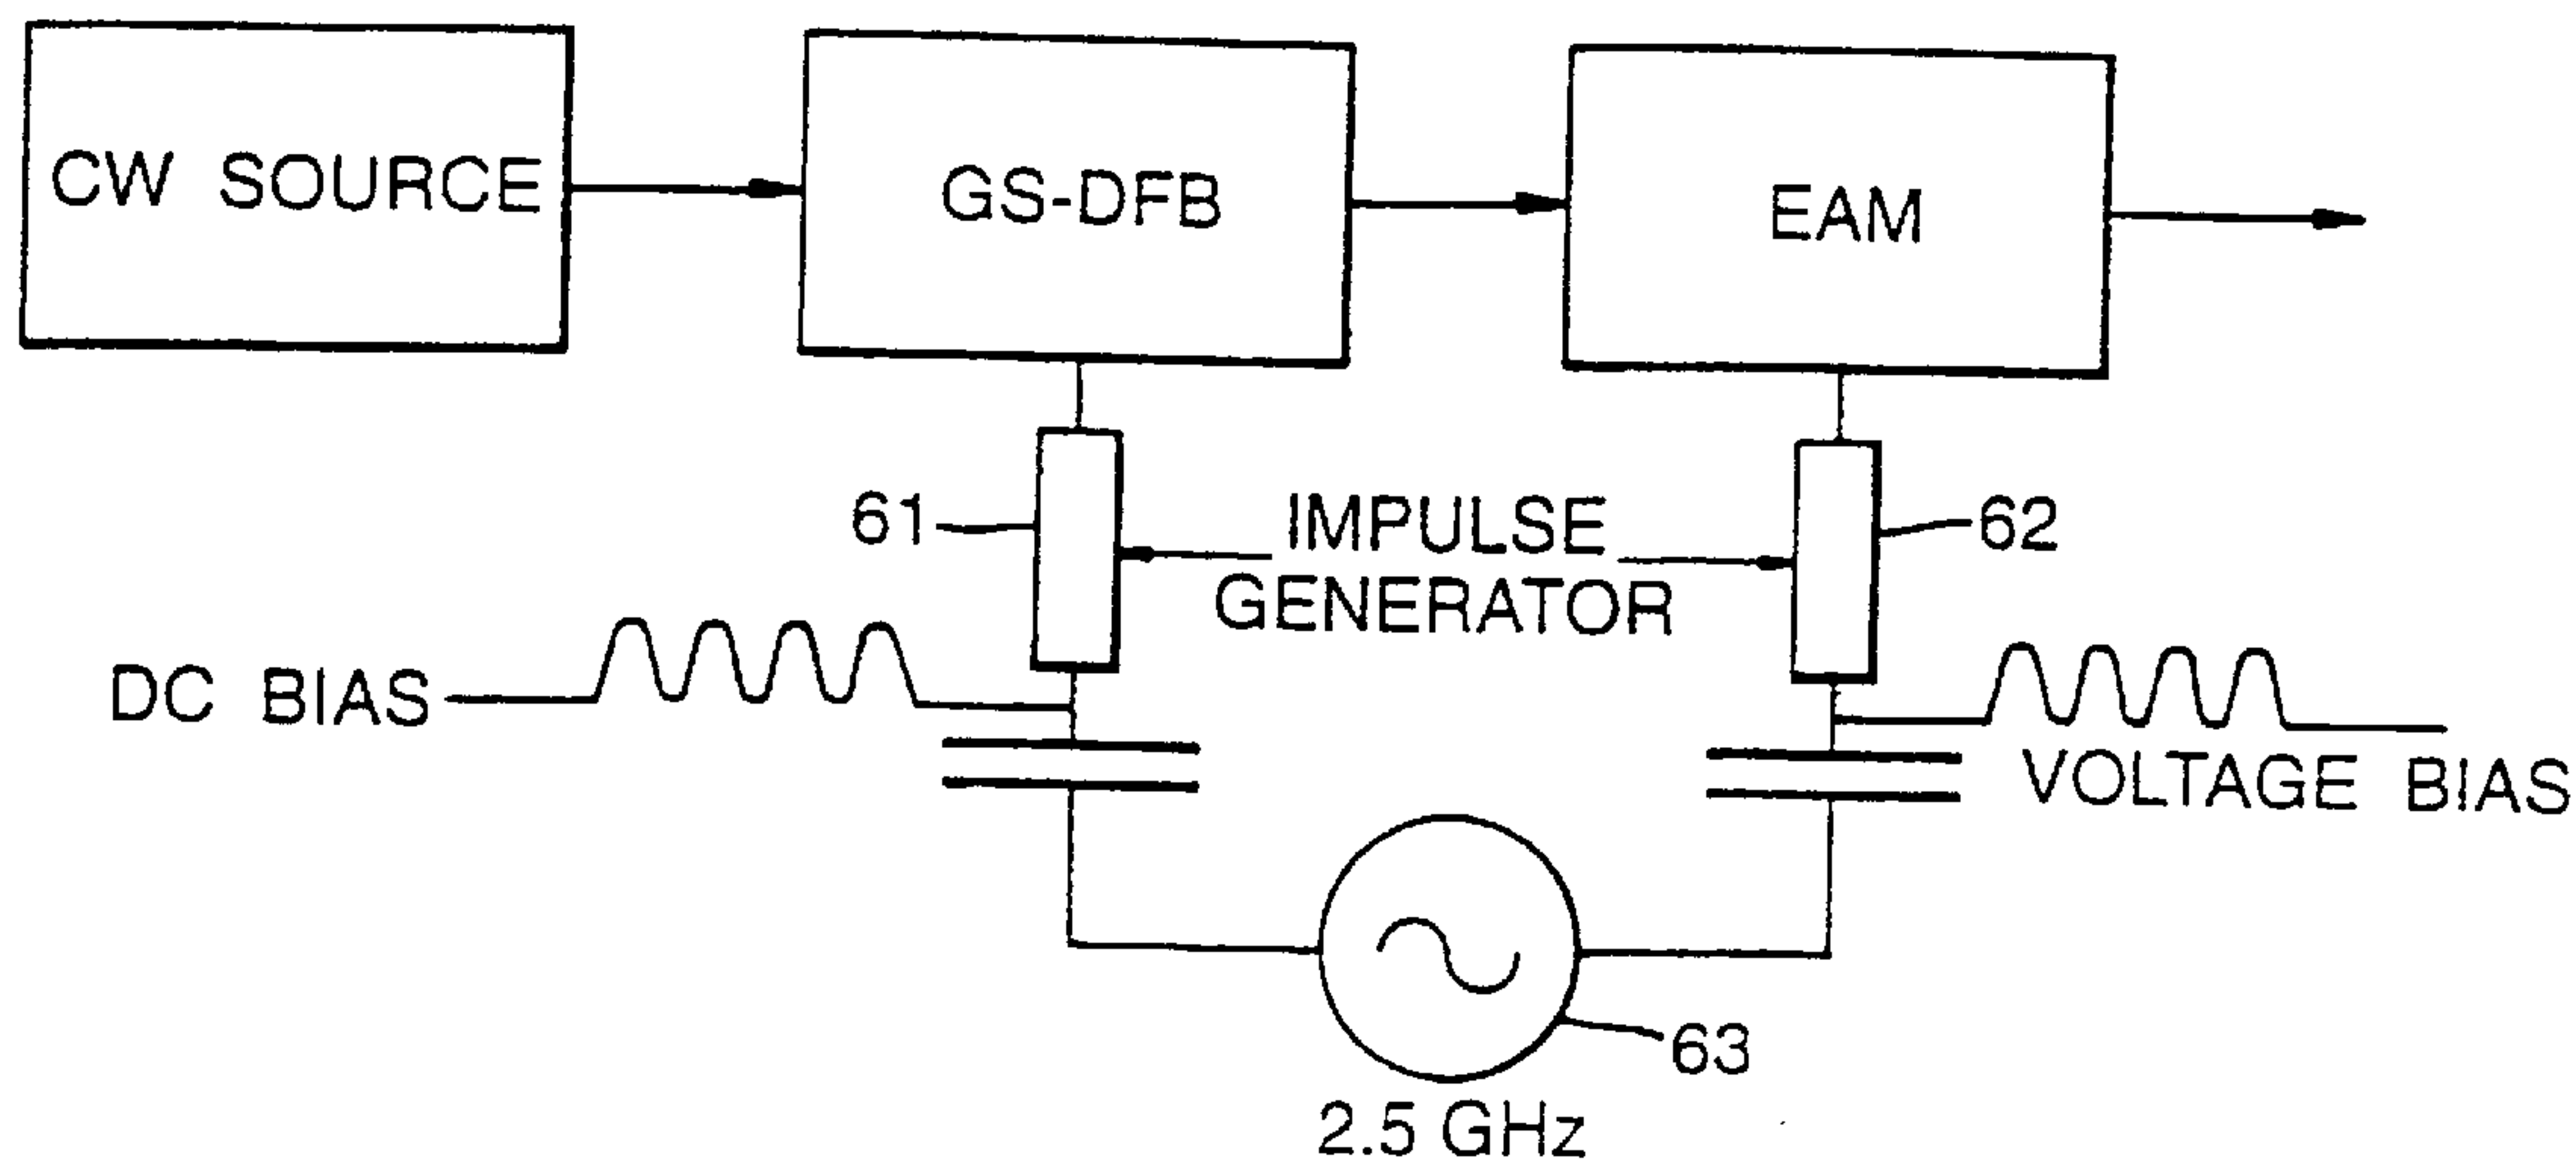 CW SOURCE
GS-DFB
EAM
61
IMPULSE
GENERATOR
62
DC BIAS
VOLTAGE BIAS
63
2.5 GHz